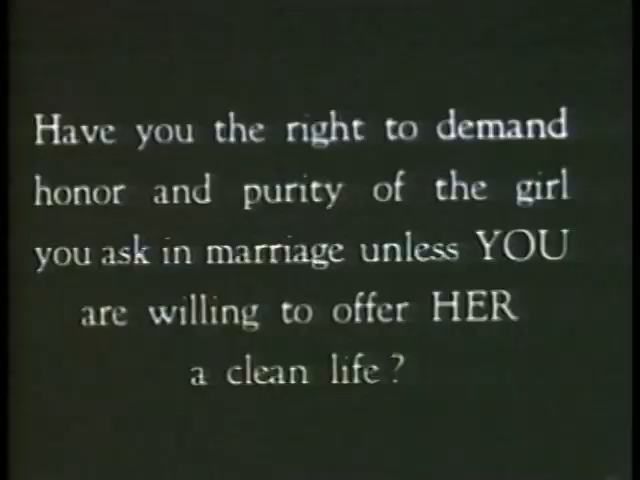 Have you the right to demand
honor and purity of the girl
you ask in marriage unless YOU
are willing to offer HER
a clean life?